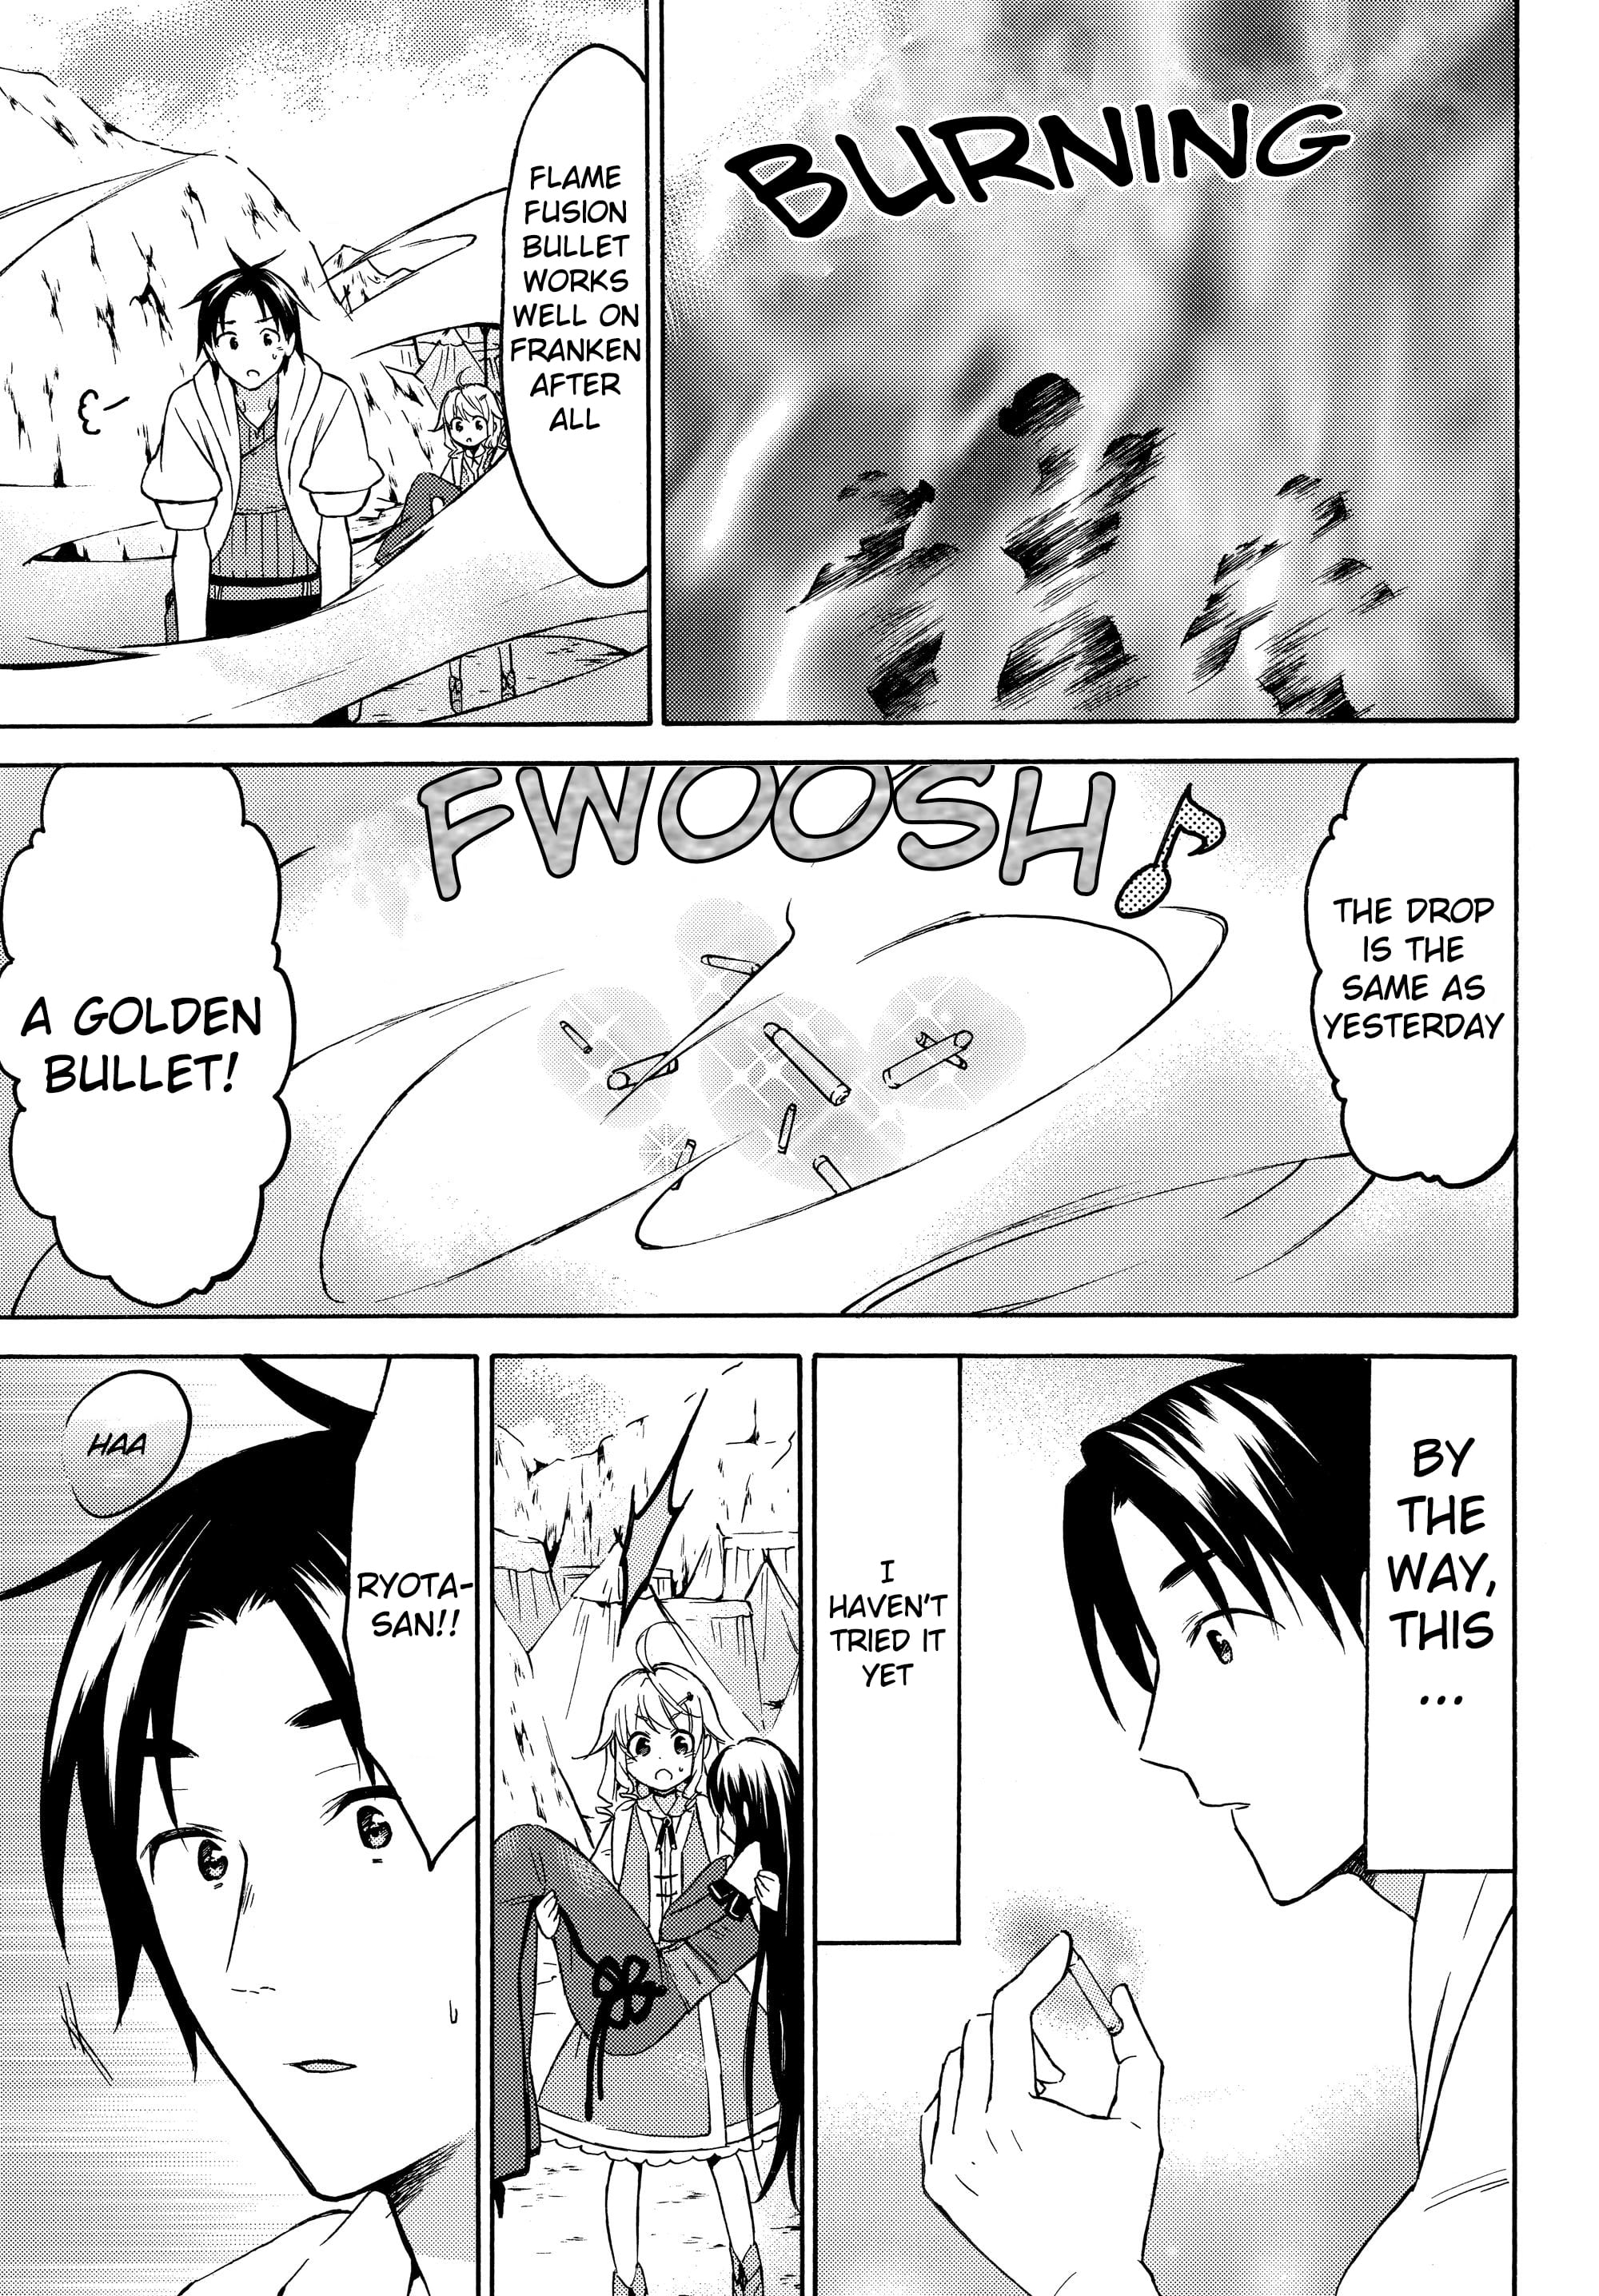 BURNING
FLAME
FUSION
BULLET
WORKS
WELL ON
FRANKEN
AFTER
ALL
FWOOSH
THE DROP
IS THE
SAME AS
YESTERDAY
A GOLDEN
BULLET!
BY
THE
WAY,
THIS
...
I
HAVEN'T
TRIED IT
YET
RYOTA-
SAN!!
HAA